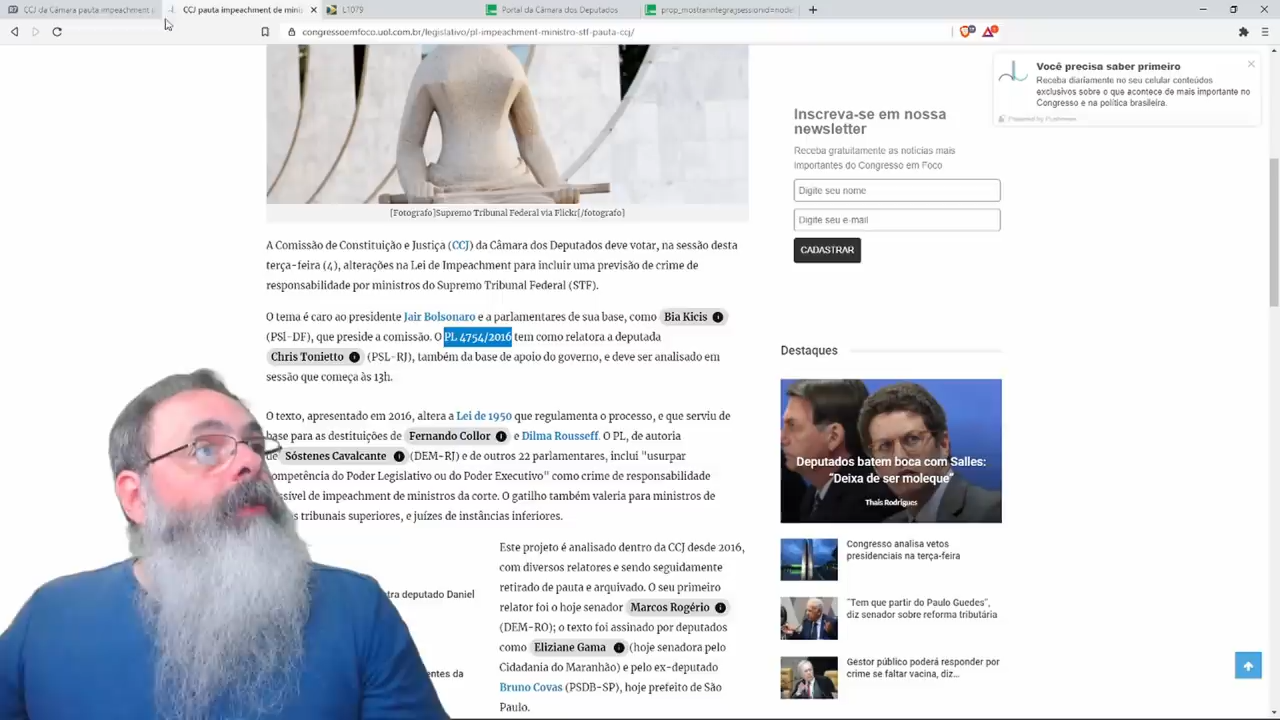 CCJ da Câmara pauta impeachment
CCJ pauta impeachment de minis
L1079
Portal da Câmara dos Deputados
prop_mostrarintegra;jsessionid=node
congressoemfoco.uol.com.br/legislativo/pl-impeachment-ministro-stf-pauta-ccj/
Você precisa saber primeiro
Receba diariamente no seu celular conteúdos
exclusivos sobre o que acontece de mais importante no
Congresso e na política brasileira.
Inscreva-se em nossa
newsletter
Receba gratuitamente as notícias mais
importantes do Congresso em Foco
Digite seu nome
Digite seu e-mail
CADASTRAR
[Fotografo]Supremo Tribunal Federal via Flickr[/fotografo]
A Comissão de Constituição e Justiça (CCJ) da Câmara dos Deputados deve votar, na sessão desta
terça-feira (4), alterações na Lei de Impeachment para incluir uma previsão de crime de
responsabilidade por ministros do Supremo Tribunal Federal (STF).
O tema é caro ao presidente Jair Bolsonaro e a parlamentares de sua base, como Bia Kicis
(PSl-DF), que preside a comissão. O PL 4754/2016 tem como relatora a deputada
Chris Tonietto (PSL-RJ), também da base de apoio do governo, e deve ser analisado em
sessão que começa às 13h.
O texto, apresentado em 2016, altera a Lei de 1950 que regulamenta o processo, e que serviu de
base para as destituições de Fernando Collor e Dilma Rousseff. O PL, de autoria
de Sóstenes Cavalcante (DEM-RJ) e de outros 22 parlamentares, inclui "usurpar
competência do Poder Legislativo ou do Poder Executivo" como crime de responsabilidade
ssível de impeachment de ministros da corte. O gatilho também valeria para ministros de
s tribunais superiores, e juízes de instâncias inferiores.
Este projeto é analisado dentro da CCJ desde 2016,
com diversos relatores e sendo seguidamente
retirado de pauta e arquivado. O seu primeiro
relator foi o hoje senador Marcos Rogério
(DEM-RO); o texto foi assinado por deputados
como Eliziane Gama (hoje senadora pelo
Cidadania do Maranhão) e pelo ex-deputado
Bruno Covas (PSDB-SP), hoje prefeito de São
Paulo.
tra deputado Daniel
entes da
Destaques
Deputados batem boca com Salles:
“Deixa de ser moleque”
Thaís Rodrigues
Congresso analisa vetos
presidenciais na terça-feira
"Tem que partir do Paulo Guedes",
diz senador sobre reforma tributária
Gestor público poderá responder por
crime se faltar vacina, diz...